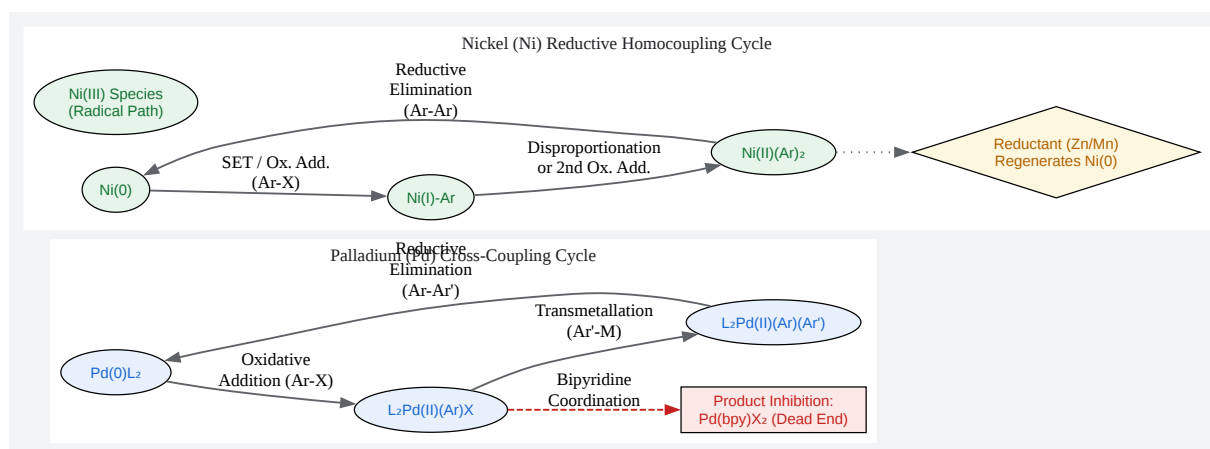 Nickel (Ni) Reductive Homocoupling Cycle
Ni(III) Species
(Radical Path)
Reductive
Elimination
(Ar-Ar)
Ni(0)
SET / Ox. Add.
(Ar-X)
Ni(I)-Ar
Disproportionation
or 2nd Ox. Add.
Ni(II)(Ar)₂
Reductant (Zn/Mn)
Regenerates Ni(0)
Palladium (Pd) Cross-Coupling Cycle
Reductive
Elimination
(Ar-Ar')
Pd(0)L₂
Oxidative
Addition (Ar-X)
L₂Pd(II)(Ar)X
Transmetallation
(Ar'-M)
L₂Pd(II)(Ar)(Ar')
Bipyridine
Coordination
Product Inhibition:
Pd(bpy)X₂ (Dead End)